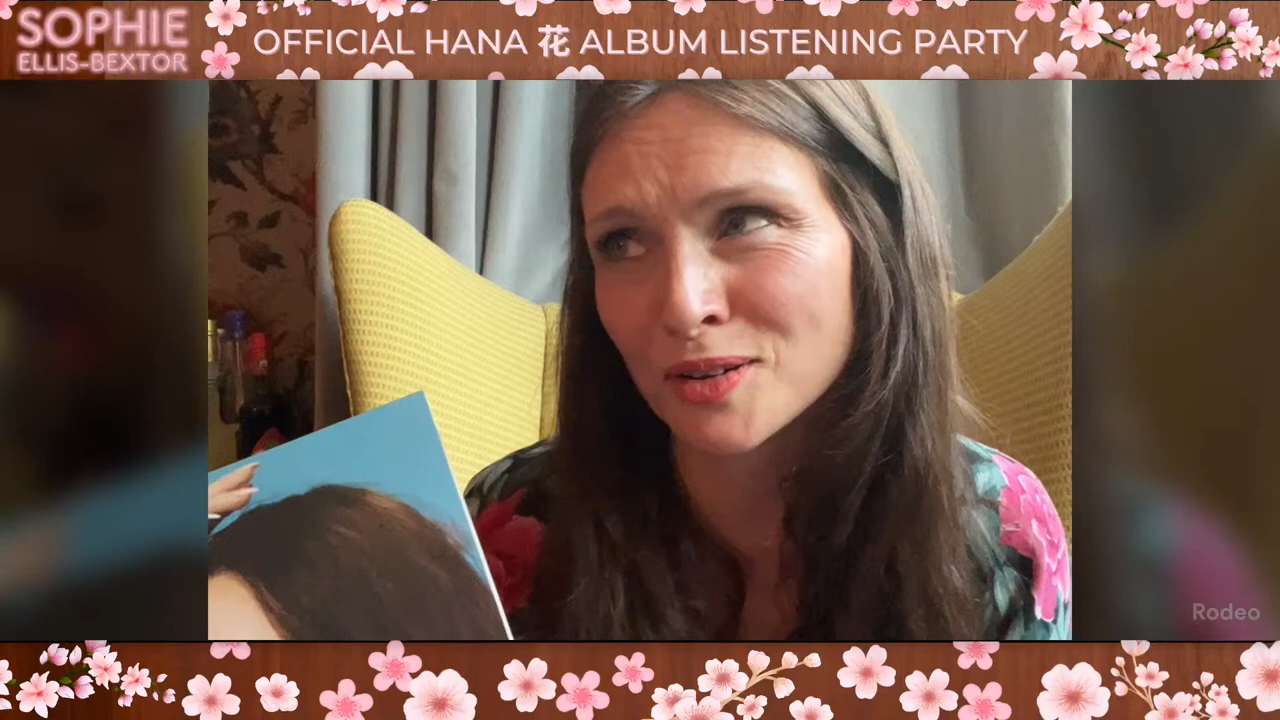 SOPHIE
ELLIS-BEXTOR
OFFICIAL HANA 花 ALBUM LISTENING PARTY
Rodeo